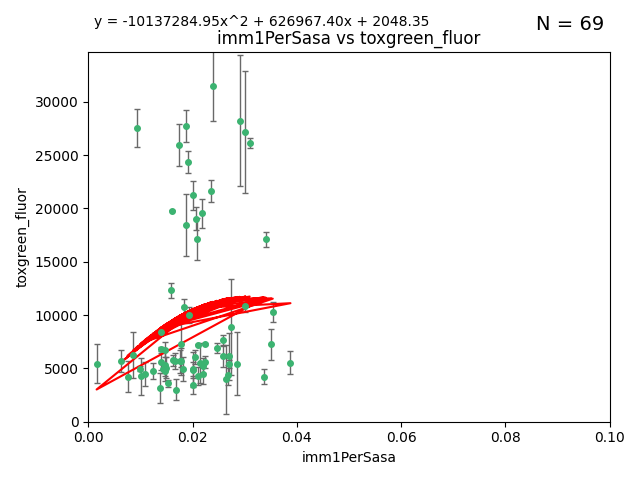 y = -10137284.95x^2 + 626967.40x + 2048.35
N = 69
imm1PerSasa vs toxgreen_fluor
toxgreen_fluor
30000
25000
20000
15000
10000
5000
0
0.00 0.02 0.04 0.06 0.08 0.10
imm1PerSasa